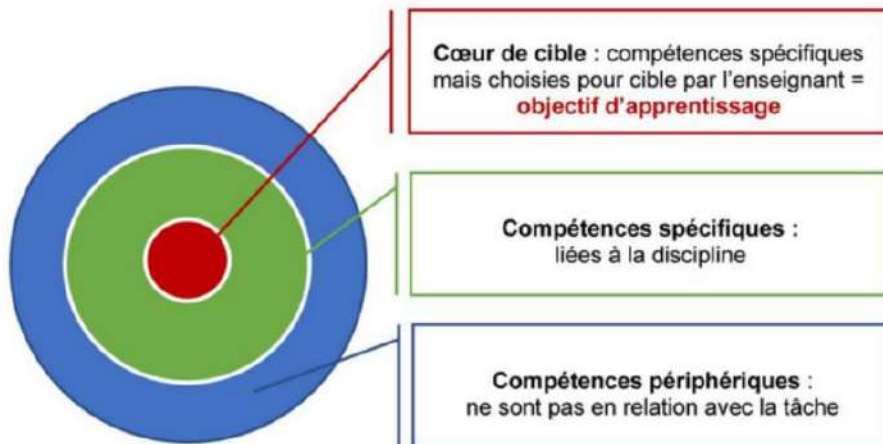 Cœur de cible : compétences spécifiques
mais choisies pour cible par l'enseignant =
objectif d'apprentissage
Compétences spécifiques :
liées à la discipline
Compétences périphériques :
ne sont pas en relation avec la tâche